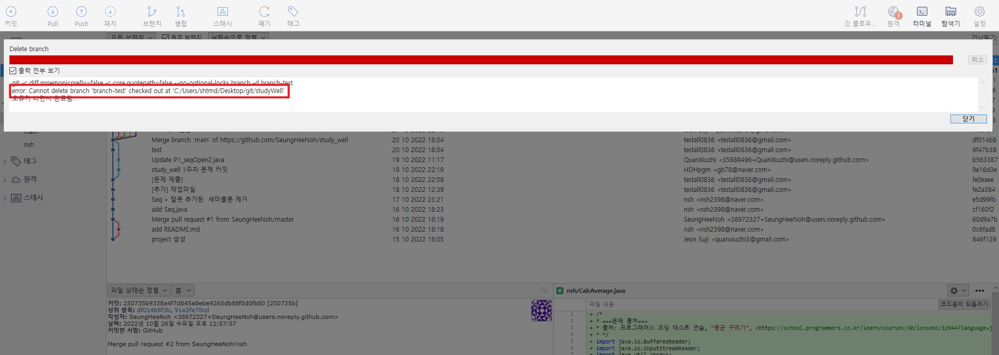 커밋 Pull Push 패치 브랜치 병합 스태시 폐기 태그 깃 플로우... 원격 터미널 탐색기 설정
모든 브랜치 원격 브랜치 날짜순으로 정렬 건너뛰기:
Delete branch
취소
출력 전부 보기
git -c diff.mnemonicprefix=false -c core.quotepath=false --no-optional-locks branch -d branch-test
error: Cannot delete branch 'branch-test' checked out at 'C:/Users/shtmd/Desktop/git/studyWell'
오류가 나면서 완료됨.
닫기
main
nsh
태그
원격
스태시
Merge branch 'main' of https://github.com/SeungHeeNoh/study_well 20 10 2022 18:04 testall0836 <testall0836@gmail.com> df014b8
test 20 10 2022 18:04 testall0836 <testall0836@gmail.com> 9f47b38
Update P1_seqOpen2.java 19 10 2022 11:17 QuanXiuzhi <35889496+QuanXiuzhi@users.noreply.github.com> b563387
study_well 1주차 문제 커밋 18 10 2022 22:19 HDHpgm <gb78@naver.com> 9e16d3e
[문제 제출] 18 10 2022 22:08 testall0836 <testall0836@gmail.com> fe0eaee
[추가] 작업파일 18 10 2022 12:39 testall0836 <testall0836@gmail.com> fe2a384
Seq > 잘못 추가된  세미콜론 제거 17 10 2022 23:21 nsh <nsh2398@naver.com> e5d99fb
add Seq.java 16 10 2022 18:23 nsh <nsh2398@naver.com> cf160f2
Merge pull request #1 from SeungHeeNoh/master 16 10 2022 18:19 SeungHeeNoh <38972327+SeungHeeNoh@users.noreply.github.com> 60d9a7b
add README.md 16 10 2022 18:18 nsh <nsh2398@naver.com> 0c6fad8
project 생성 15 10 2022 18:05 Jeon Suji <quanxiuzhi3@gmail.com> 846f129
파일 상태순 정렬
커밋: 250735b9338a4f7d845a8ebe9265db88f0d0fb80 [250735b]
상위 항목: df014b8f3b, 91e2fe78cd
작성자: SeungHeeNoh <38972327+SeungHeeNoh@users.noreply.github.com>
날짜: 2022년 10월 26일 수요일 오후 12:57:57
커밋한 사람: GitHub
Merge pull request #2 from SeungHeeNoh/nsh
nsh/CalcAverage.java
파일 내용 코드뭉치 되돌리기
1 + /*
2 + * ===문제 출처===
3 + * 출처: 프로그래머스 코딩 테스트 연습, "평균 구하기", <https://school.programmers.co.kr/learn/courses/30/lessons/12944?language=j
4 + * */
5 + import java.io.BufferedReader;
6 + import java.io.InputStreamReader;
7 + import java.util.Arrays;